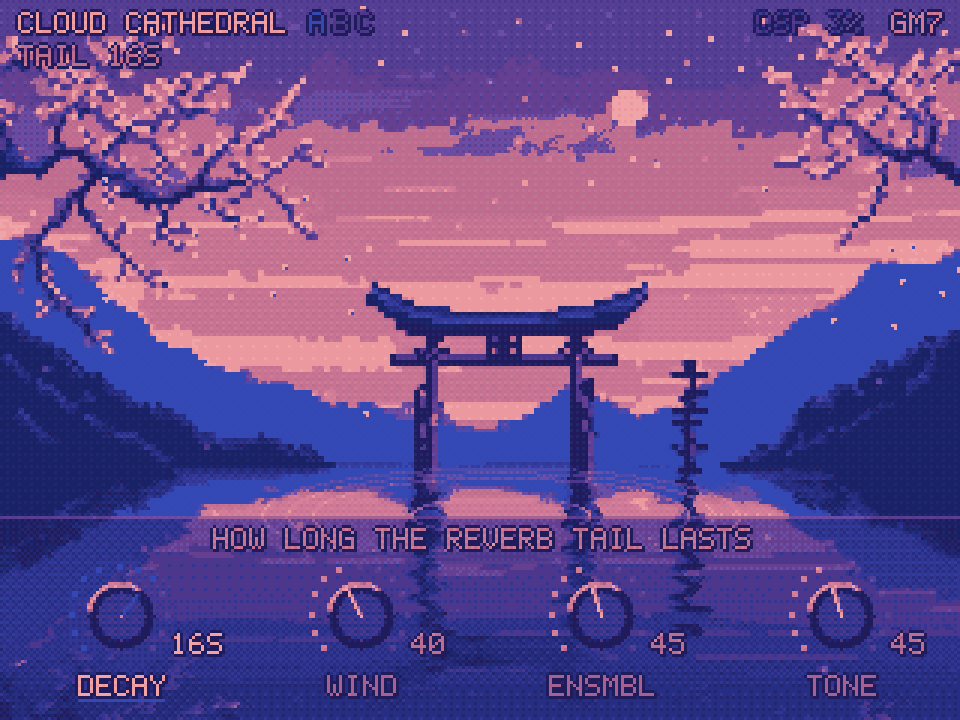 CLOUD CATHEDRAL ABC DSP 3% GM7
TAIL 16S
HOW LONG THE REVERB TAIL LASTS
16S 40 45 45
DECAY WIND ENSMBL TONE